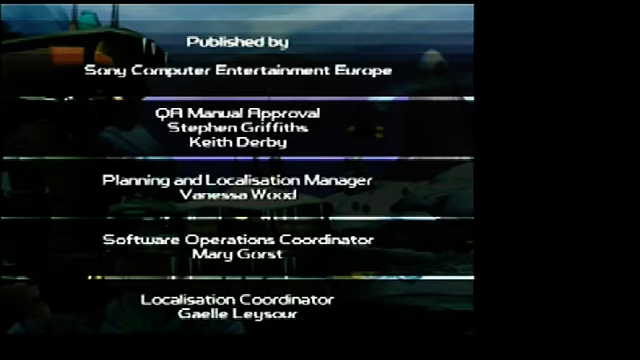 Published by
Sony Computer Entertainment Europe
QA Manual Approval
Stephen Griffiths
Keith Derby
Planning and Localisation Manager
Vanessa Wood
Software Operations Coordinator
Mary Gorst
Localisation Coordinator
Gaelle Leysour